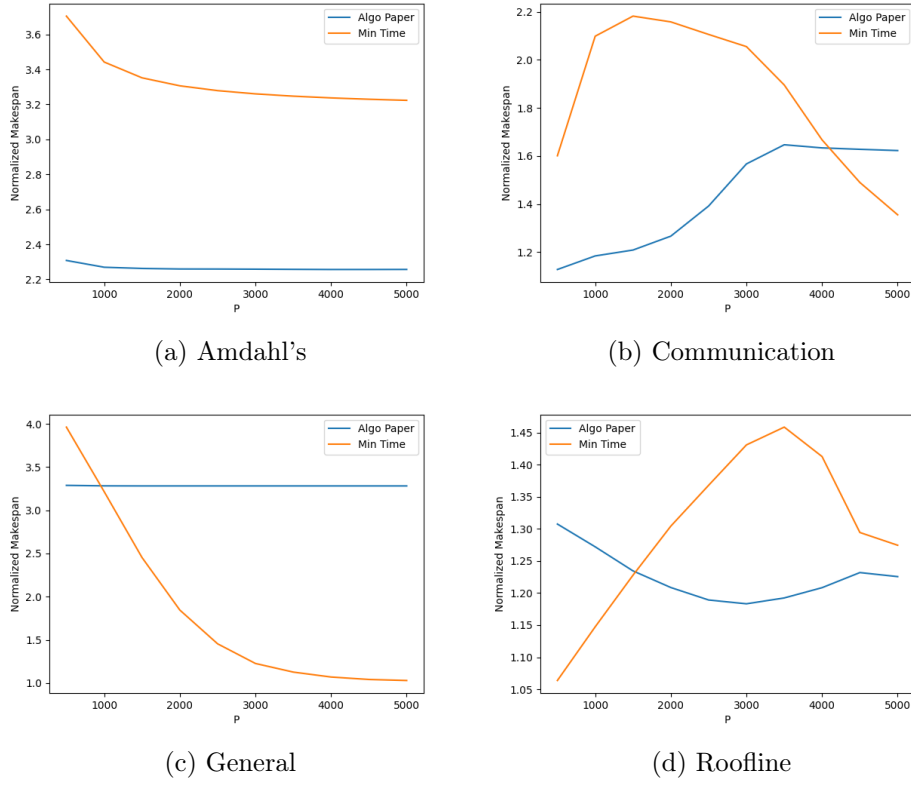 Algo Paper
Min Time
3.6
3.4
3.2
3.0
2.8
2.6
2.4
2.2
Normalized Makespan
1000 2000 3000 4000 5000
P
(a) Amdahl's
Algo Paper
Min Time
2.2
2.0
1.8
1.6
1.4
1.2
Normalized Makespan
1000 2000 3000 4000 5000
P
(b) Communication
Algo Paper
Min Time
4.0
3.5
3.0
2.5
2.0
1.5
1.0
Normalized Makespan
1000 2000 3000 4000 5000
P
(c) General
Algo Paper
Min Time
1.45
1.40
1.35
1.30
1.25
1.20
1.15
1.10
1.05
Normalized Makespan
1000 2000 3000 4000 5000
P
(d) Roofline